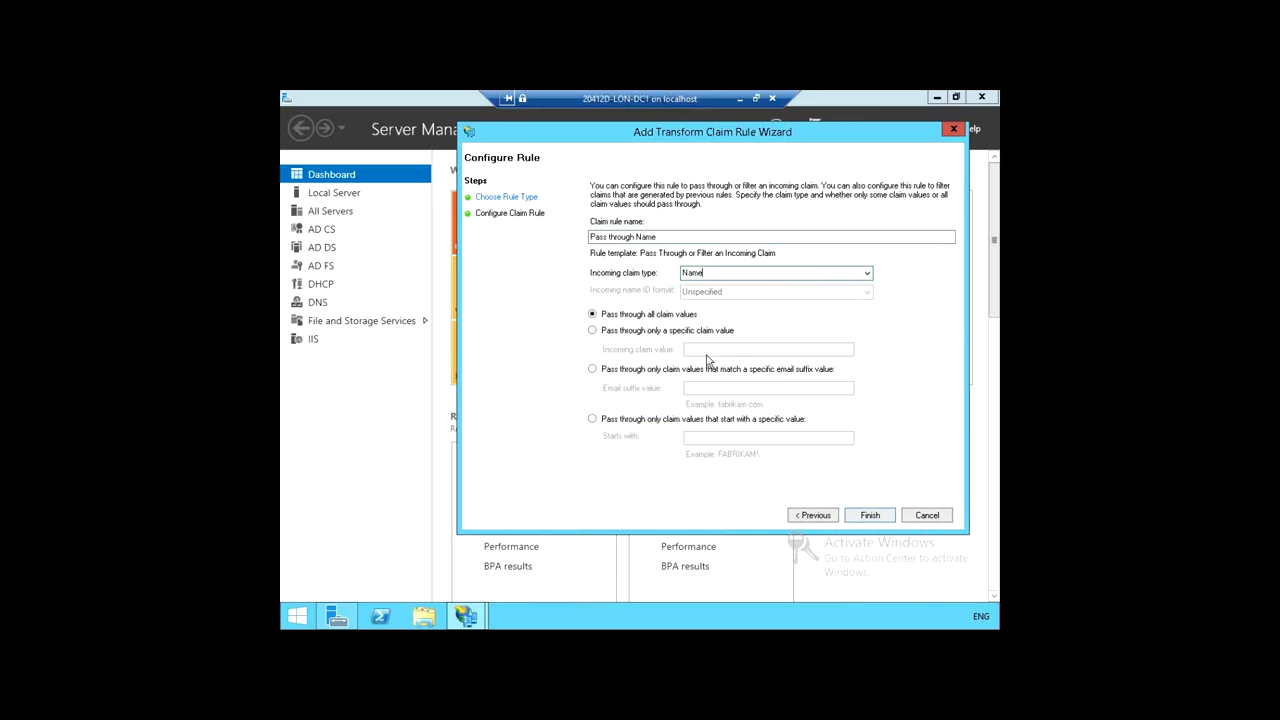 20412D-LON-DC1 on localhost
Server Mana
elp
Add Transform Claim Rule Wizard
Dashboard
Local Server
All Servers
AD CS
AD DS
AD FS
DHCP
DNS
File and Storage Services
IIS
Configure Rule
Steps
Choose Rule Type
Configure Claim Rule
You can configure this rule to pass through or filter an incoming claim. You can also configure this rule to filter
claims that are generated by previous rules. Specify the claim type and whether only some claim values or all
claim values should pass through.
Claim rule name:
Pass through Name
Rule template: Pass Through or Filter an Incoming Claim
Incoming claim type:
Name
Incoming name ID format:
Unspecified
Pass through all claim values
Pass through only a specific claim value
Incoming claim value:
Pass through only claim values that match a specific email suffix value:
Email suffix value:
Example: fabrikam.com
Pass through only claim values that start with a specific value:
Starts with:
Example: FABRIKAM\
< Previous
Finish
Cancel
Performance
BPA results
Performance
BPA results
Activate Windows
Go to Action Center to activate
Windows.
ENG